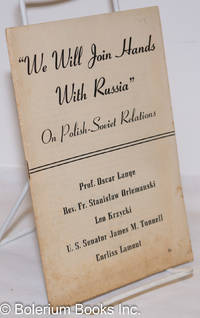 "We Will Join Hands
With Russia"
On Polish-Soviet Relations
Prof. Oscar Lange
Rev. Fr. Stanislaw Orlemanski
Leo Krzycki
U. S. Senator James M. Tunnell
Corliss Lamont
© Bolerium Books Inc.